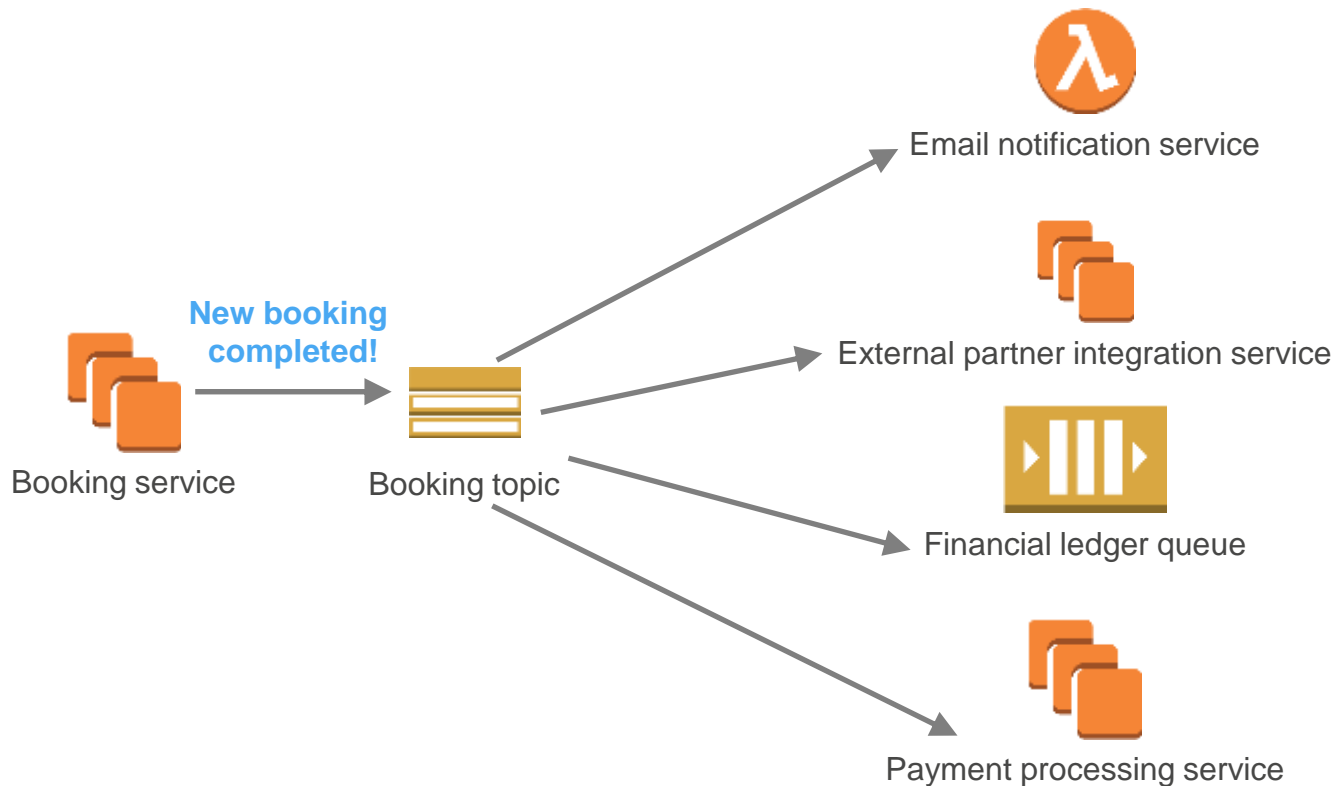 Email notification service
New booking
completed!
External partner integration service
Booking service
Booking topic
Financial ledger queue
Payment processing service